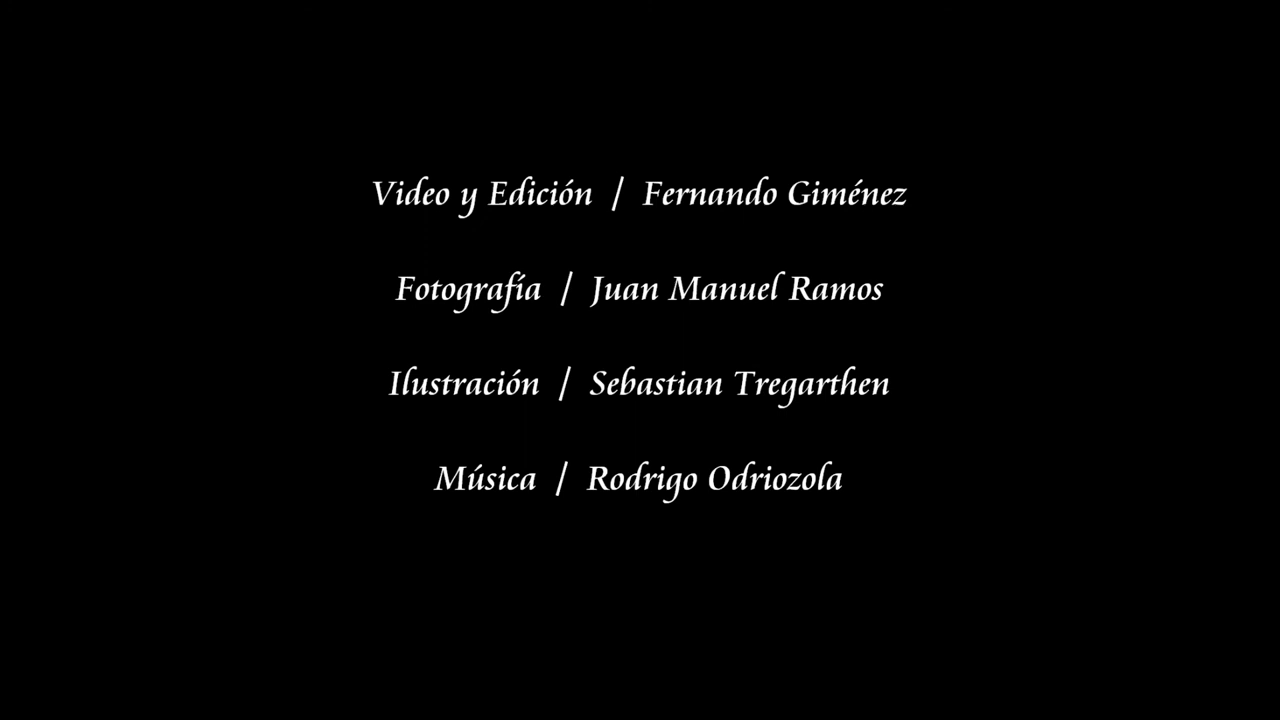 Video y Edición / Fernando Giménez
Fotografía / Juan Manuel Ramos
Ilustración / Sebastian Tregarthen
Música / Rodrigo Odriozola